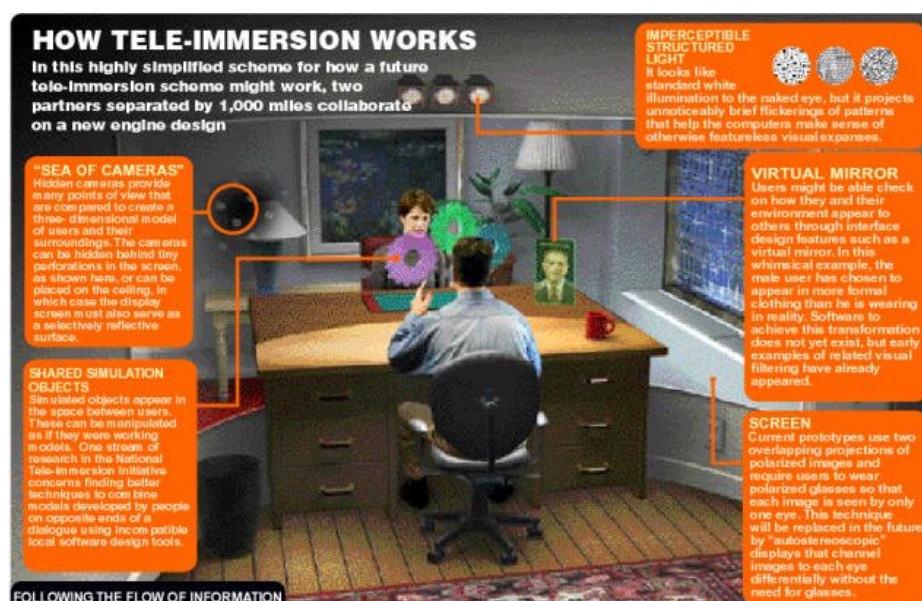 HOW TELE-IMMERSION WORKS
In this highly simplified scheme for how a future
tele-immersion scheme might work, two
partners separated by 1,000 miles collaborate
on a new engine design
IMPERCEPTIBLE
STRUCTURED
LIGHT
It looks like
standard white
illumination to the naked eye, but it projects
unnoticeably brief flickerings of patterns
that help the computers make sense of
otherwise featureless visual expanses.
“SEA OF CAMERAS”
Hidden cameras provide
many points of view that
are compared to create a
three- dimensional model
of users and their
surroundings. The cameras
can be hidden behind tiny
perforations in the screen,
as shown here, or can be
placed on the ceiling, in
which case the display
screen must also serve as
a selectively reflective
surface.
VIRTUAL MIRROR
Users might be able check
on how they and their
environment appear to
others through interface
design features such as a
virtual mirror. In this
whimsical example, the
male user has chosen to
appear in more formal
clothing than he is wearing
in reality. Software to
achieve this transformation
does not yet exist, but early
examples of related visual
filtering have already
appeared.
SHARED SIMULATION
OBJECTS
Simulated objects appear in
the space between users.
These can be manipulated
as if they were working
models. One stream of
research in the National
Tele-immersion Initiative
concerns finding better
techniques to combine
models developed by people
on opposite ends of a
dialogue using incompatible
local software design tools.
SCREEN
Current prototypes use two
overlapping projections of
polarized images and
require users to wear
polarized glasses so that
each image is seen by only
one eye. This technique
will be replaced in the future
by “autostereoscopic”
displays that channel
images to each eye
differentially without the
need for glasses.
FOLLOWING THE FLOW OF INFORMATION